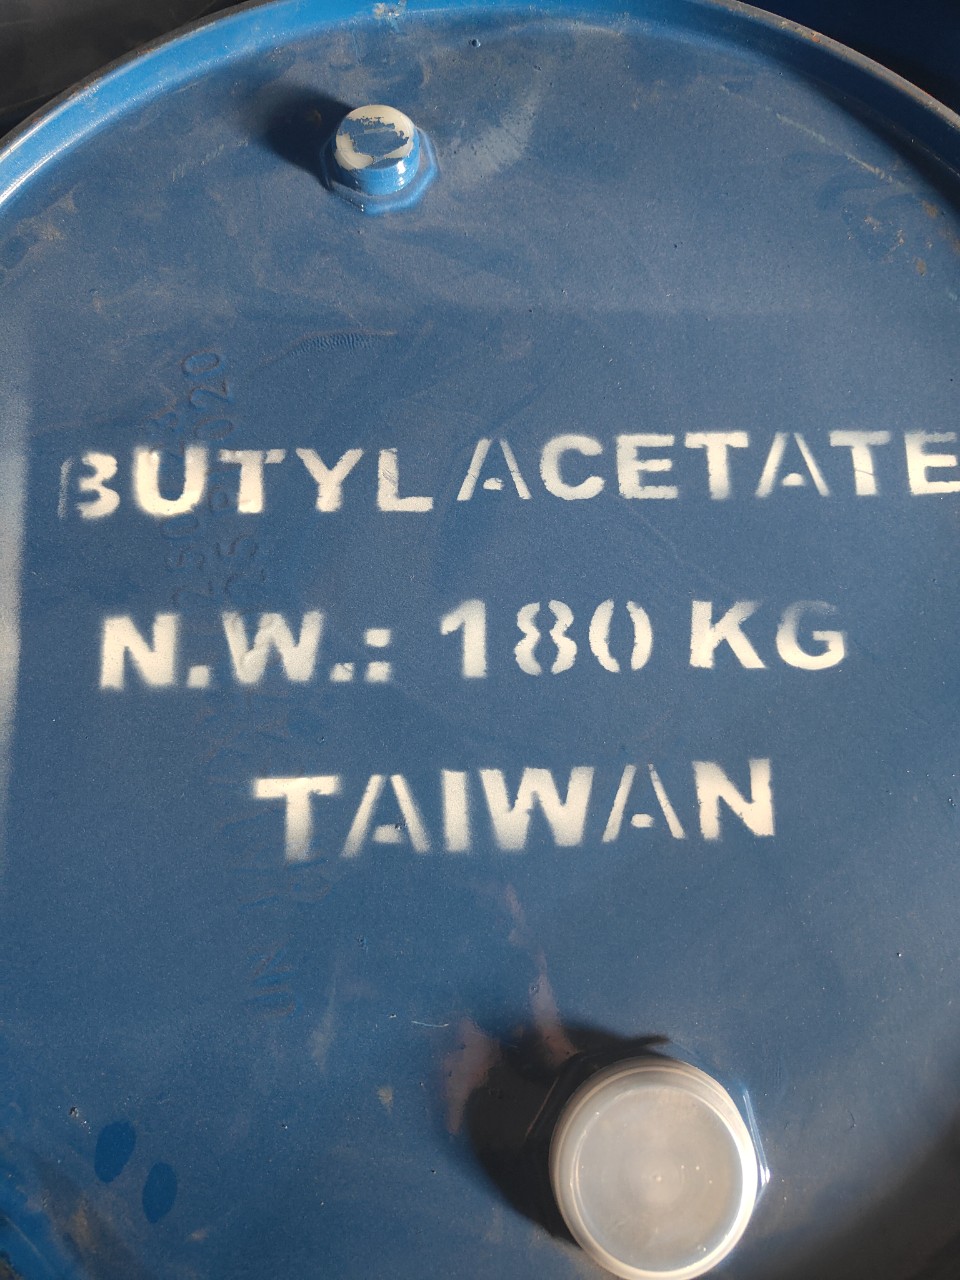 BUTYL ACETATE
N.W.: 180 KG
TAIWAN